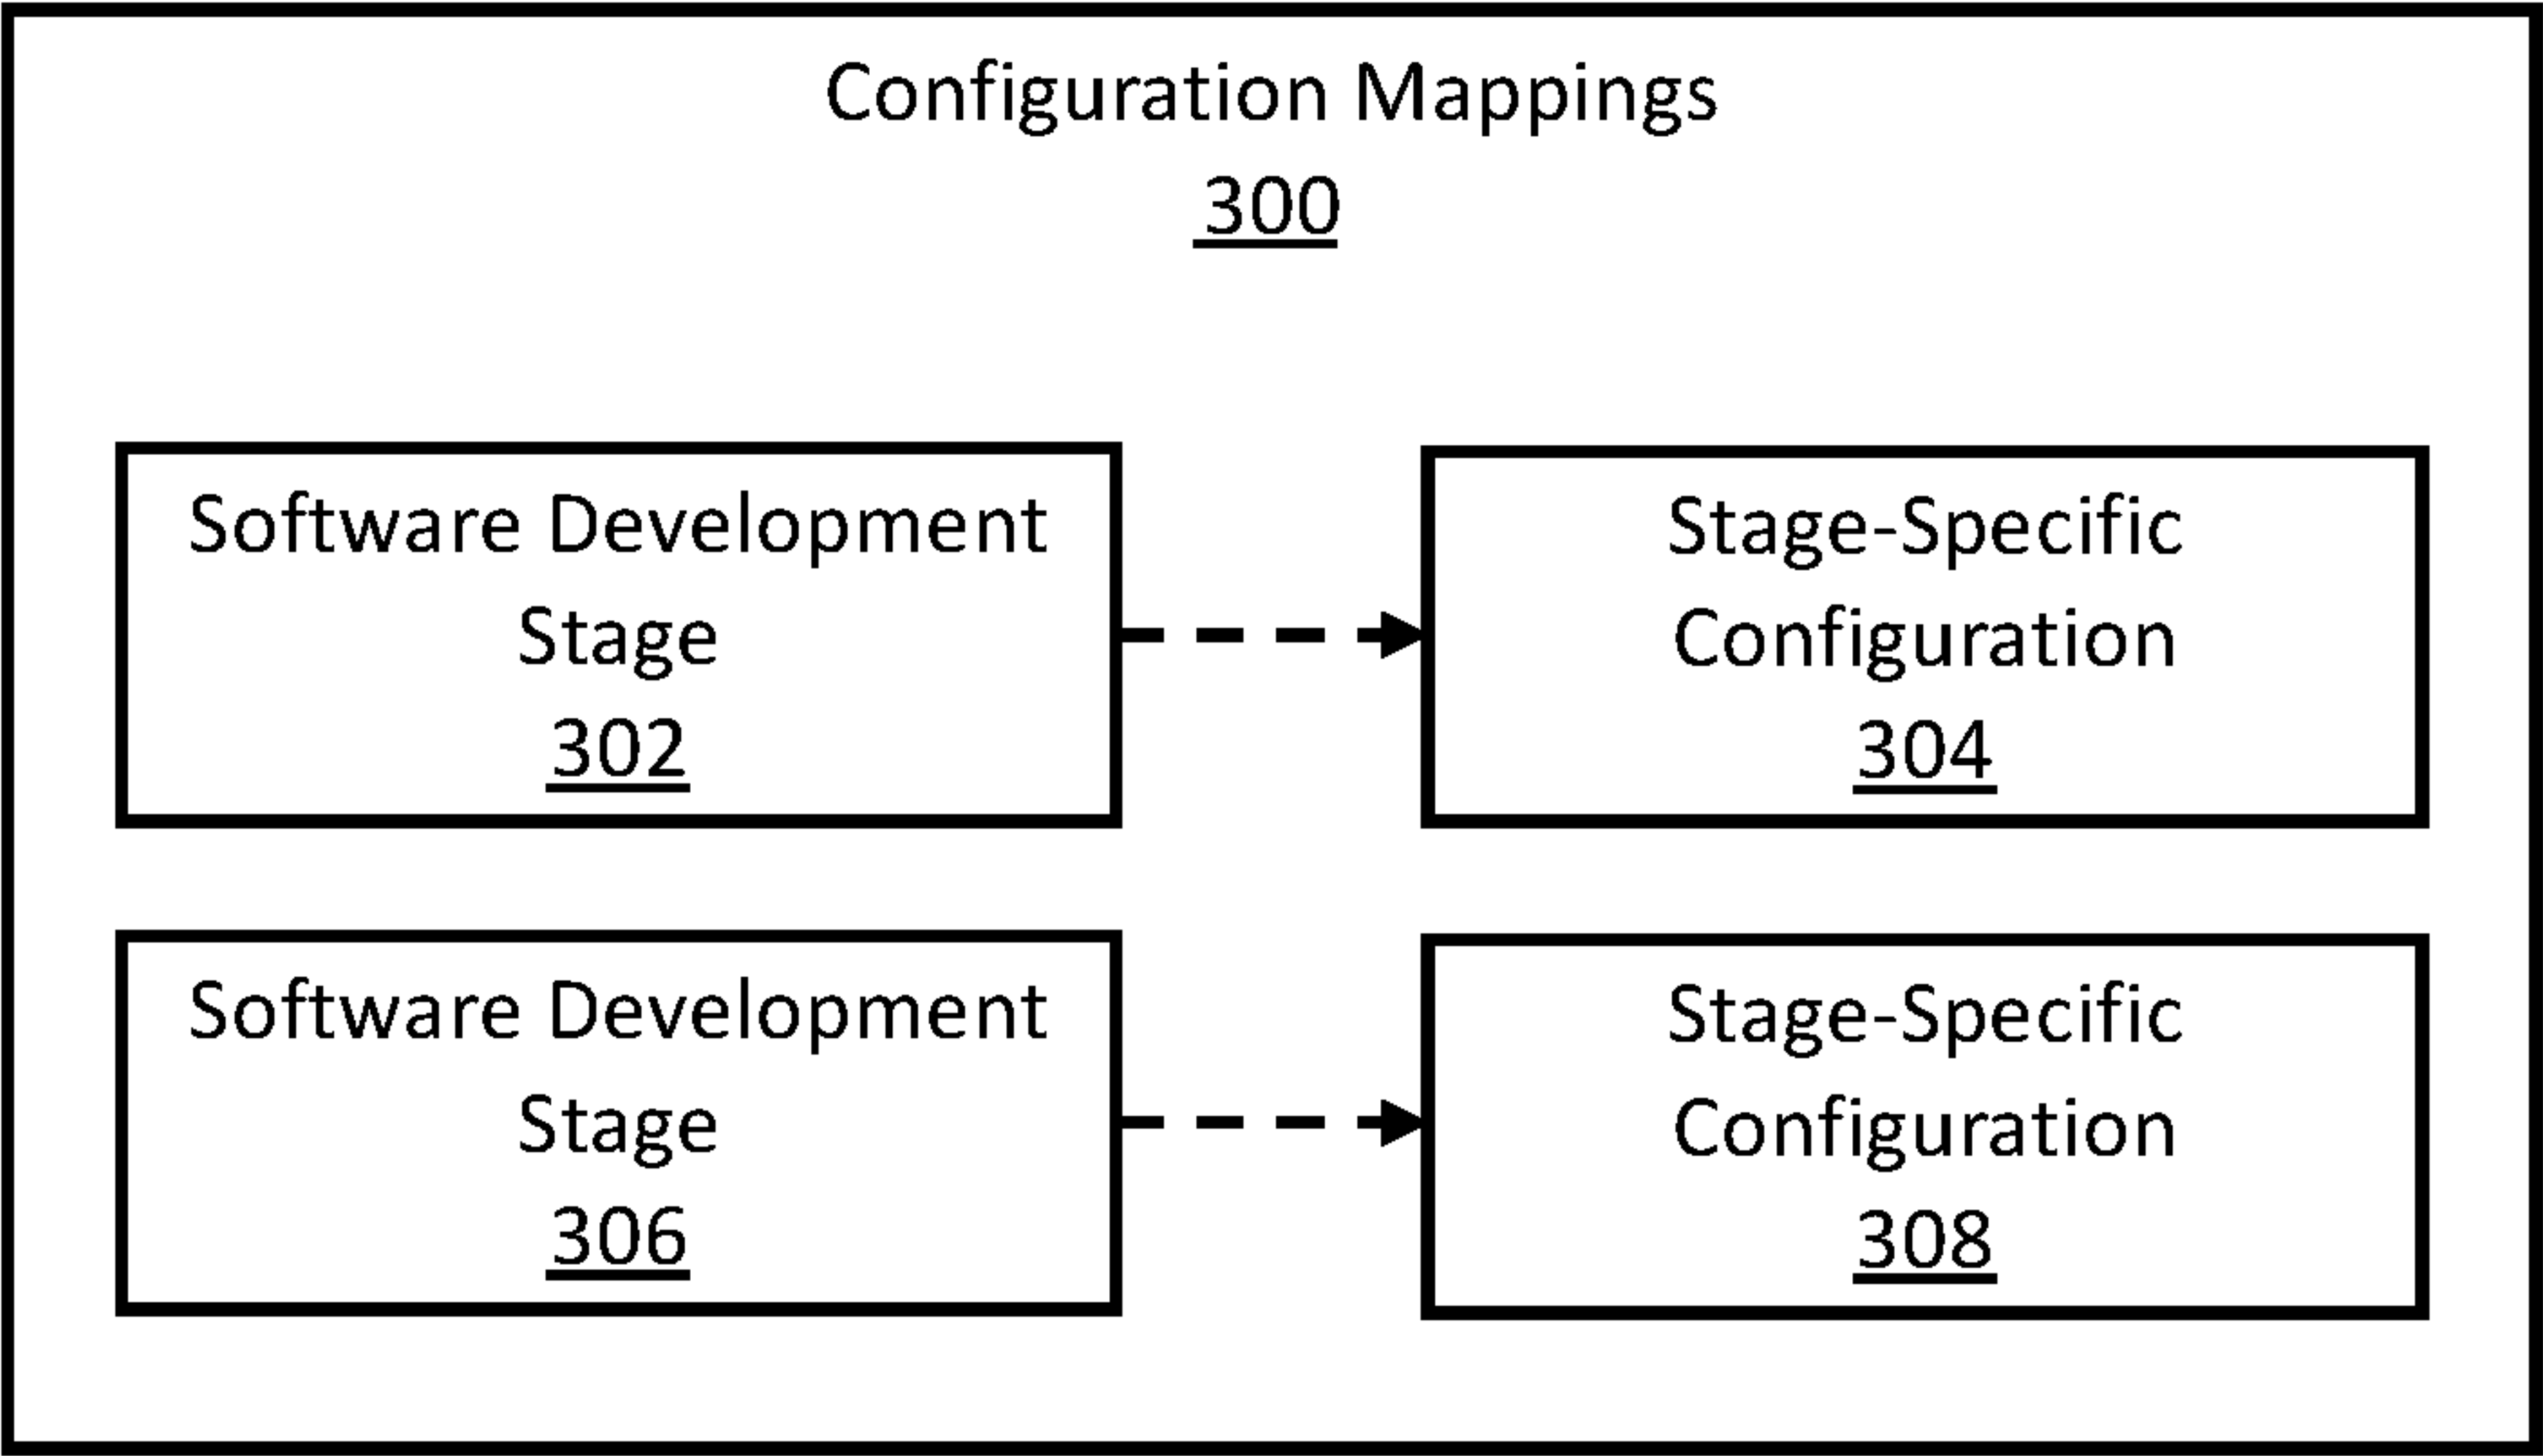 Configuration Mappings
300
Software Development
Stage
302
Stage-Specific
Configuration
304
Software Development
Stage
306
Stage-Specific
Configuration
308